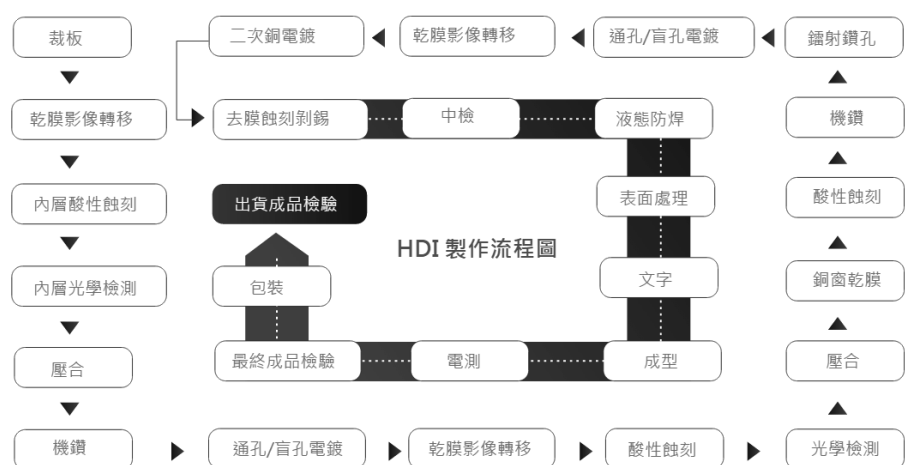 裁板
乾膜影像轉移
內層酸性蝕刻
內層光學檢測
壓合
機鑽
通孔/盲孔電鍍
乾膜影像轉移
酸性蝕刻
光學檢測
壓合
銅窗乾膜
酸性蝕刻
機鑽
鐳射鑽孔
通孔/盲孔電鍍
乾膜影像轉移
二次銅電鍍
去膜蝕刻剝錫
中檢
液態防焊
表面處理
文字
成型
電測
最終成品檢驗
包裝
出貨成品檢驗
HDI 製作流程圖